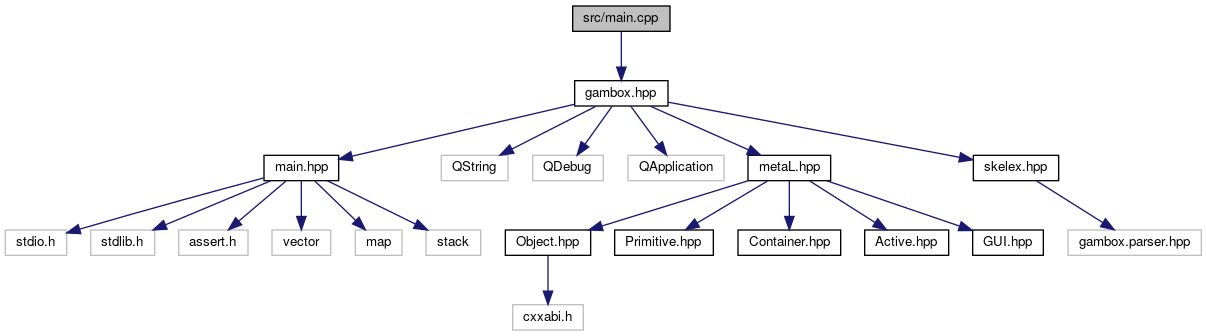 src/main.cpp
gambox.hpp
main.hpp
QString
QDebug
QApplication
metaL.hpp
skelex.hpp
stdio.h
stdlib.h
assert.h
vector
map
stack
Object.hpp
Primitive.hpp
Container.hpp
Active.hpp
GUI.hpp
gambox.parser.hpp
cxxabi.h